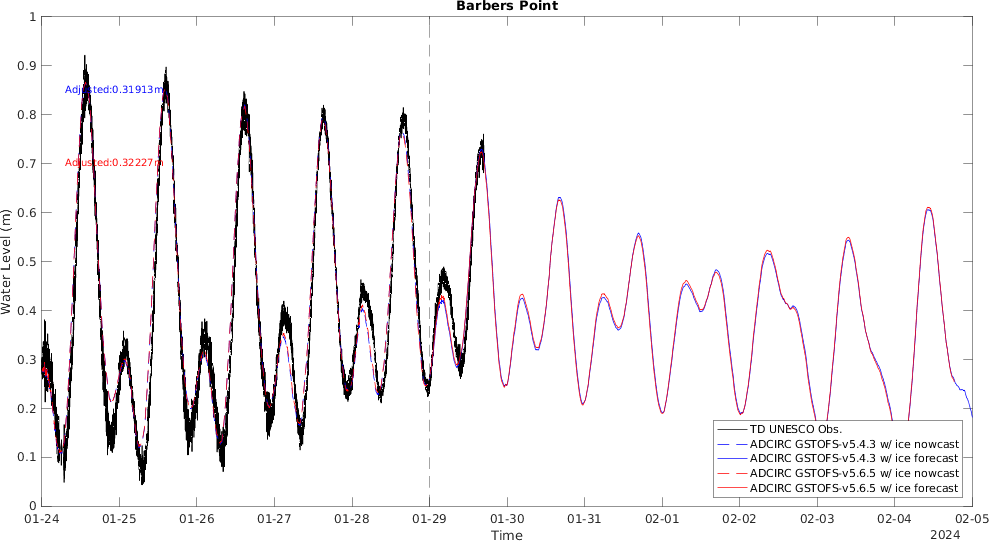 Barbers Point
1
0.9
0.8
0.7
0.6
0.5
0.4
0.3
0.2
0.1
0
Water Level (m)
Adjusted:0.31913m
Adjusted:0.32227m
TD UNESCO Obs.
ADCIRC GSTOFS-v5.4.3 w/ ice nowcast
ADCIRC GSTOFS-v5.4.3 w/ ice forecast
ADCIRC GSTOFS-v5.6.5 w/ ice nowcast
ADCIRC GSTOFS-v5.6.5 w/ ice forecast
01-24 01-25 01-26 01-27 01-28 01-29 01-30 01-31 02-01 02-02 02-03 02-04 02-05
Time
2024